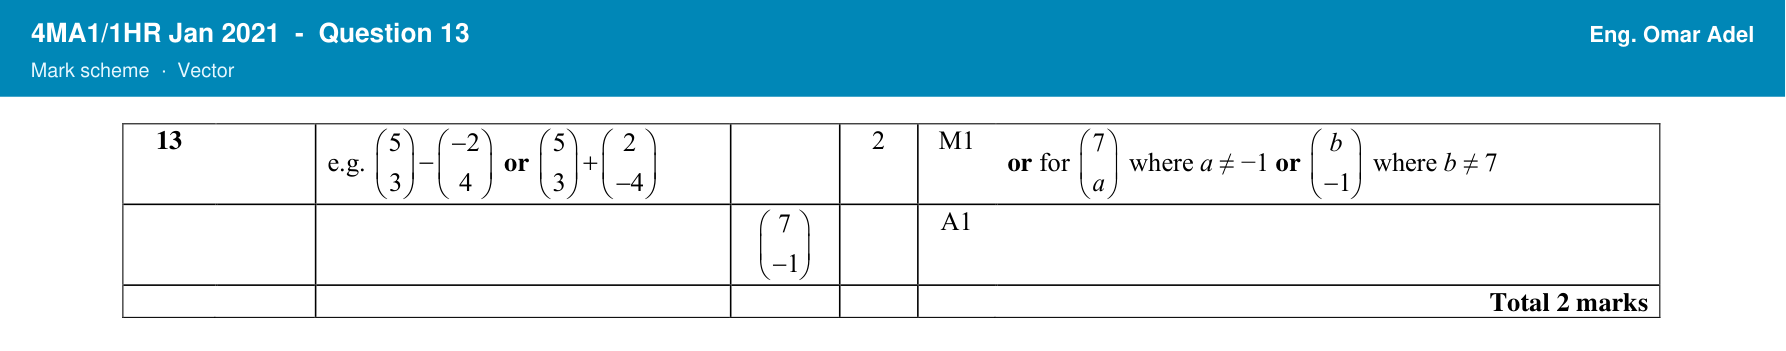 4MA1/1HR Jan 2021 - Question 13
Eng. Omar Adel
Mark scheme · Vector
13 e.g. (5 3) − (−2 4) or (5 3) + (2 −4) 2 M1 or for (7 a) where a ≠ −1 or (b −1) where b ≠ 7
(7 −1) A1
Total 2 marks